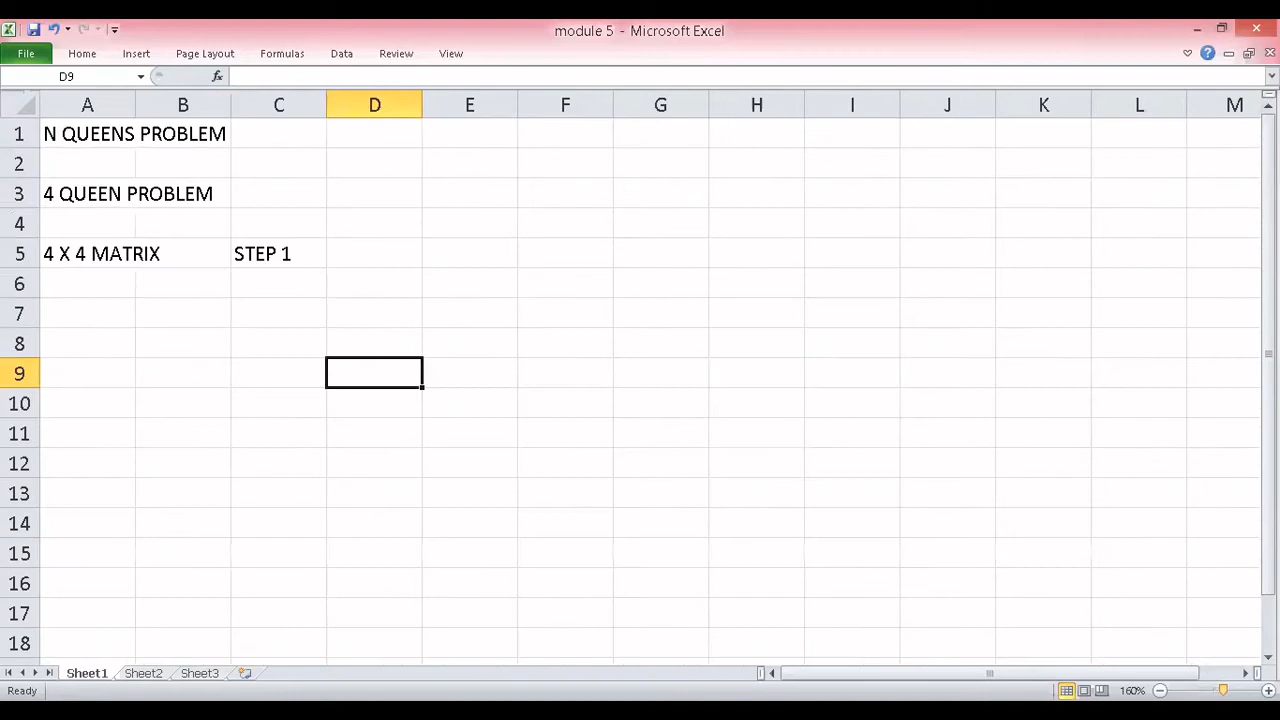 module 5 - Microsoft Excel
File Home Insert Page Layout Formulas Data Review View
D9 fx
A B C D E F G H I J K L M
1 N QUEENS PROBLEM
2
3 4 QUEEN PROBLEM
4
5 4 X 4 MATRIX STEP 1
6
7
8
9
10
11
12
13
14
15
16
17
18
Sheet1 Sheet2 Sheet3
Ready 160%